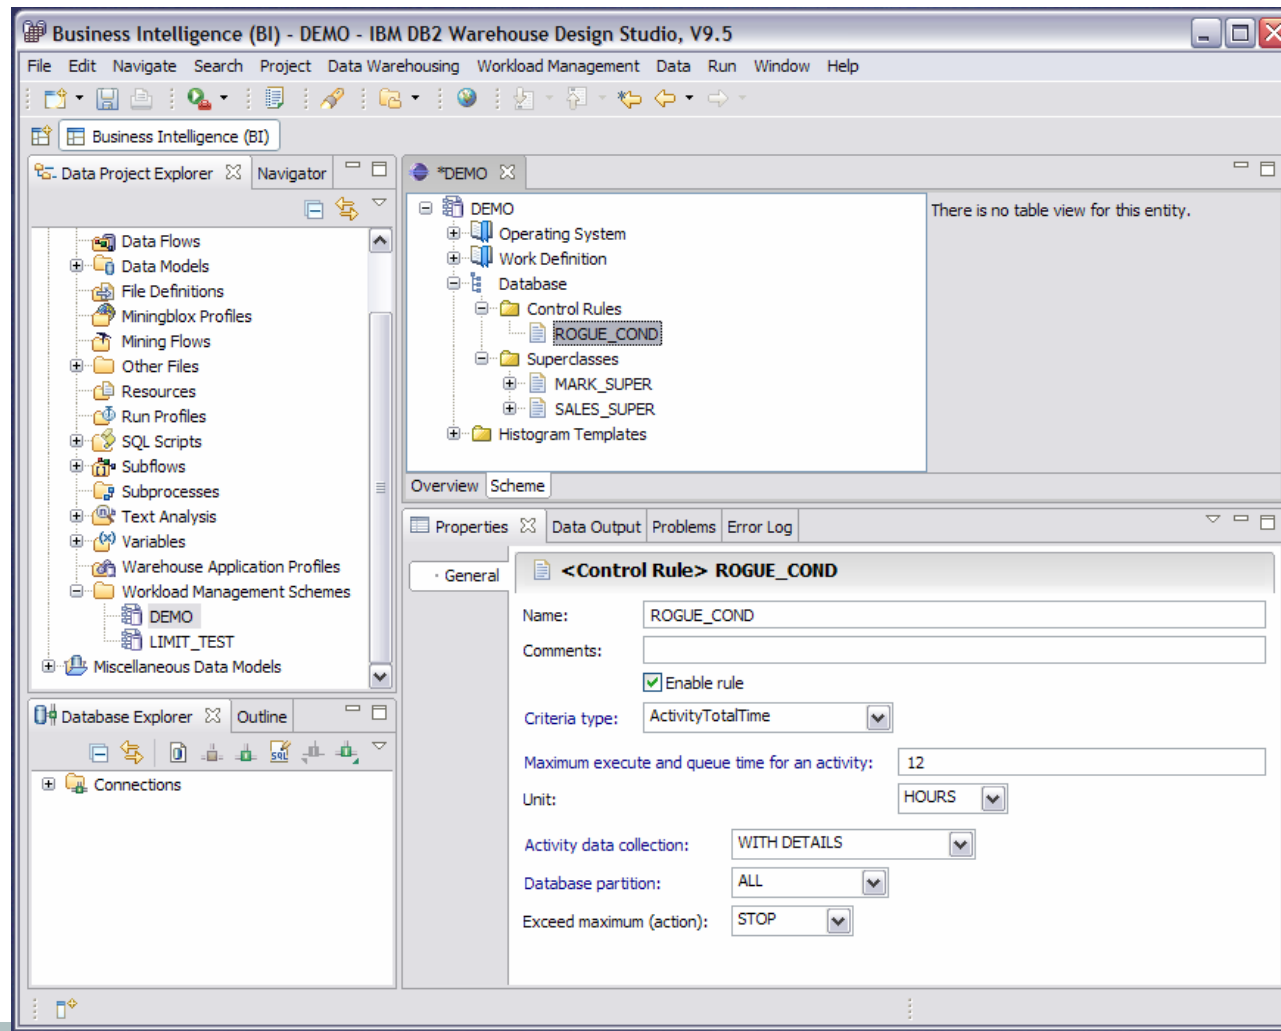 Business Intelligence (BI) - DEMO - IBM DB2 Warehouse Design Studio, V9.5
File Edit Navigate Search Project Data Warehousing Workload Management Data Run Window Help
Business Intelligence (BI)
Data Project Explorer Navigator
Data Flows
Data Models
File Definitions
Miningblox Profiles
Mining Flows
Other Files
Resources
Run Profiles
SQL Scripts
Subflows
Subprocesses
Text Analysis
Variables
Warehouse Application Profiles
Workload Management Schemes
DEMO
LIMIT_TEST
Miscellaneous Data Models
Database Explorer Outline
SQL
Connections
*DEMO
DEMO
Operating System
Work Definition
Database
Control Rules
ROGUE_COND
Superclasses
MARK_SUPER
SALES_SUPER
Histogram Templates
There is no table view for this entity.
Overview Scheme
Properties Data Output Problems Error Log
General
<Control Rule> ROGUE_COND
Name: ROGUE_COND
Comments:
Enable rule
Criteria type: ActivityTotalTime
Maximum execute and queue time for an activity: 12
Unit: HOURS
Activity data collection: WITH DETAILS
Database partition: ALL
Exceed maximum (action): STOP